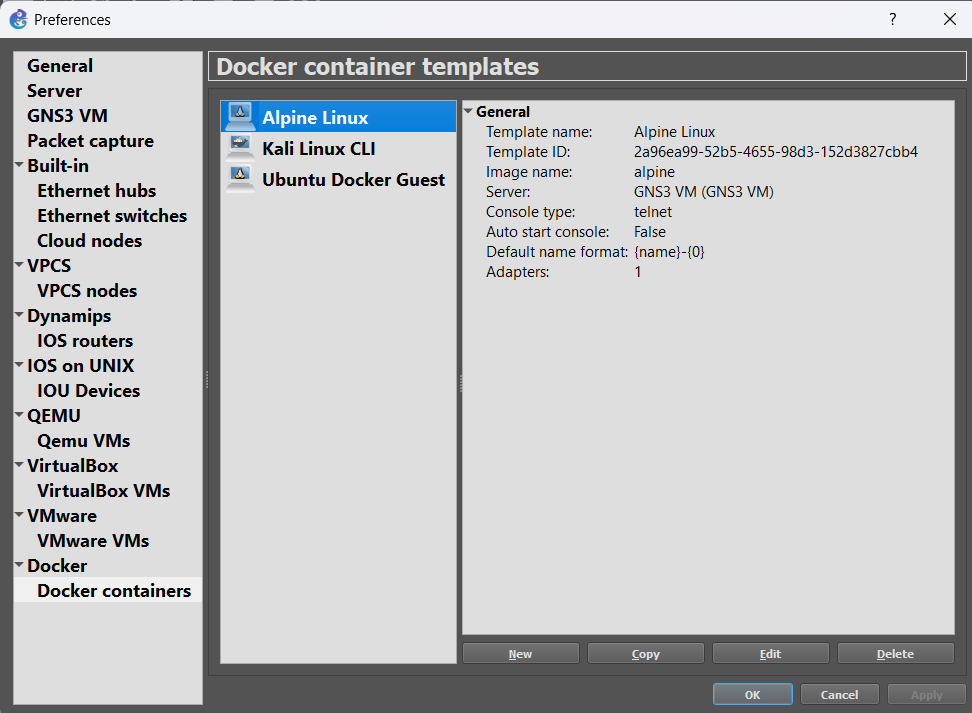 Preferences
?
General
Server
GNS3 VM
Packet capture
Built-in
Ethernet hubs
Ethernet switches
Cloud nodes
VPCS
VPCS nodes
Dynamips
IOS routers
IOS on UNIX
IOU Devices
QEMU
Qemu VMs
VirtualBox
VirtualBox VMs
VMware
VMware VMs
Docker
Docker containers
Docker container templates
Alpine Linux
Kali Linux CLI
Ubuntu Docker Guest
General
Template name: Alpine Linux
Template ID: 2a96ea99-52b5-4655-98d3-152d3827cbb4
Image name: alpine
Server: GNS3 VM (GNS3 VM)
Console type: telnet
Auto start console: False
Default name format: {name}-{0}
Adapters: 1
New Copy Edit Delete
OK Cancel Apply